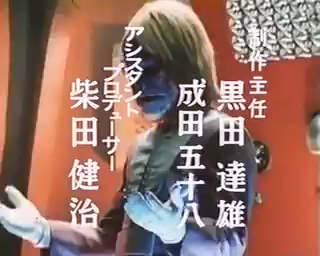 制作主任
黒田達雄
成田五十八
アシスタント
プロデューサー
柴田健治